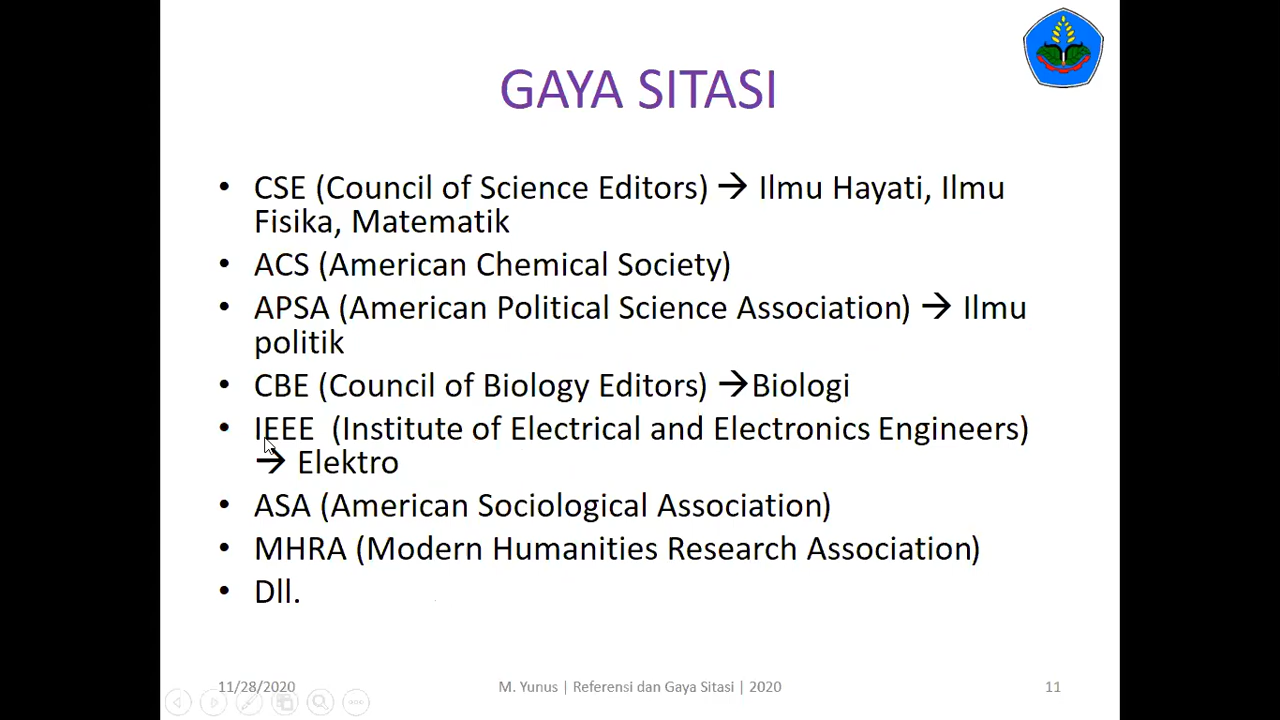 GAYA SITASI
• CSE (Council of Science Editors) → Ilmu Hayati, Ilmu
Fisika, Matematik
• ACS (American Chemical Society)
• APSA (American Political Science Association) → Ilmu
politik
• CBE (Council of Biology Editors) →Biologi
• IEEE (Institute of Electrical and Electronics Engineers)
→ Elektro
• ASA (American Sociological Association)
• MHRA (Modern Humanities Research Association)
• Dll.
11/28/2020
M. Yunus | Referensi dan Gaya Sitasi | 2020
11